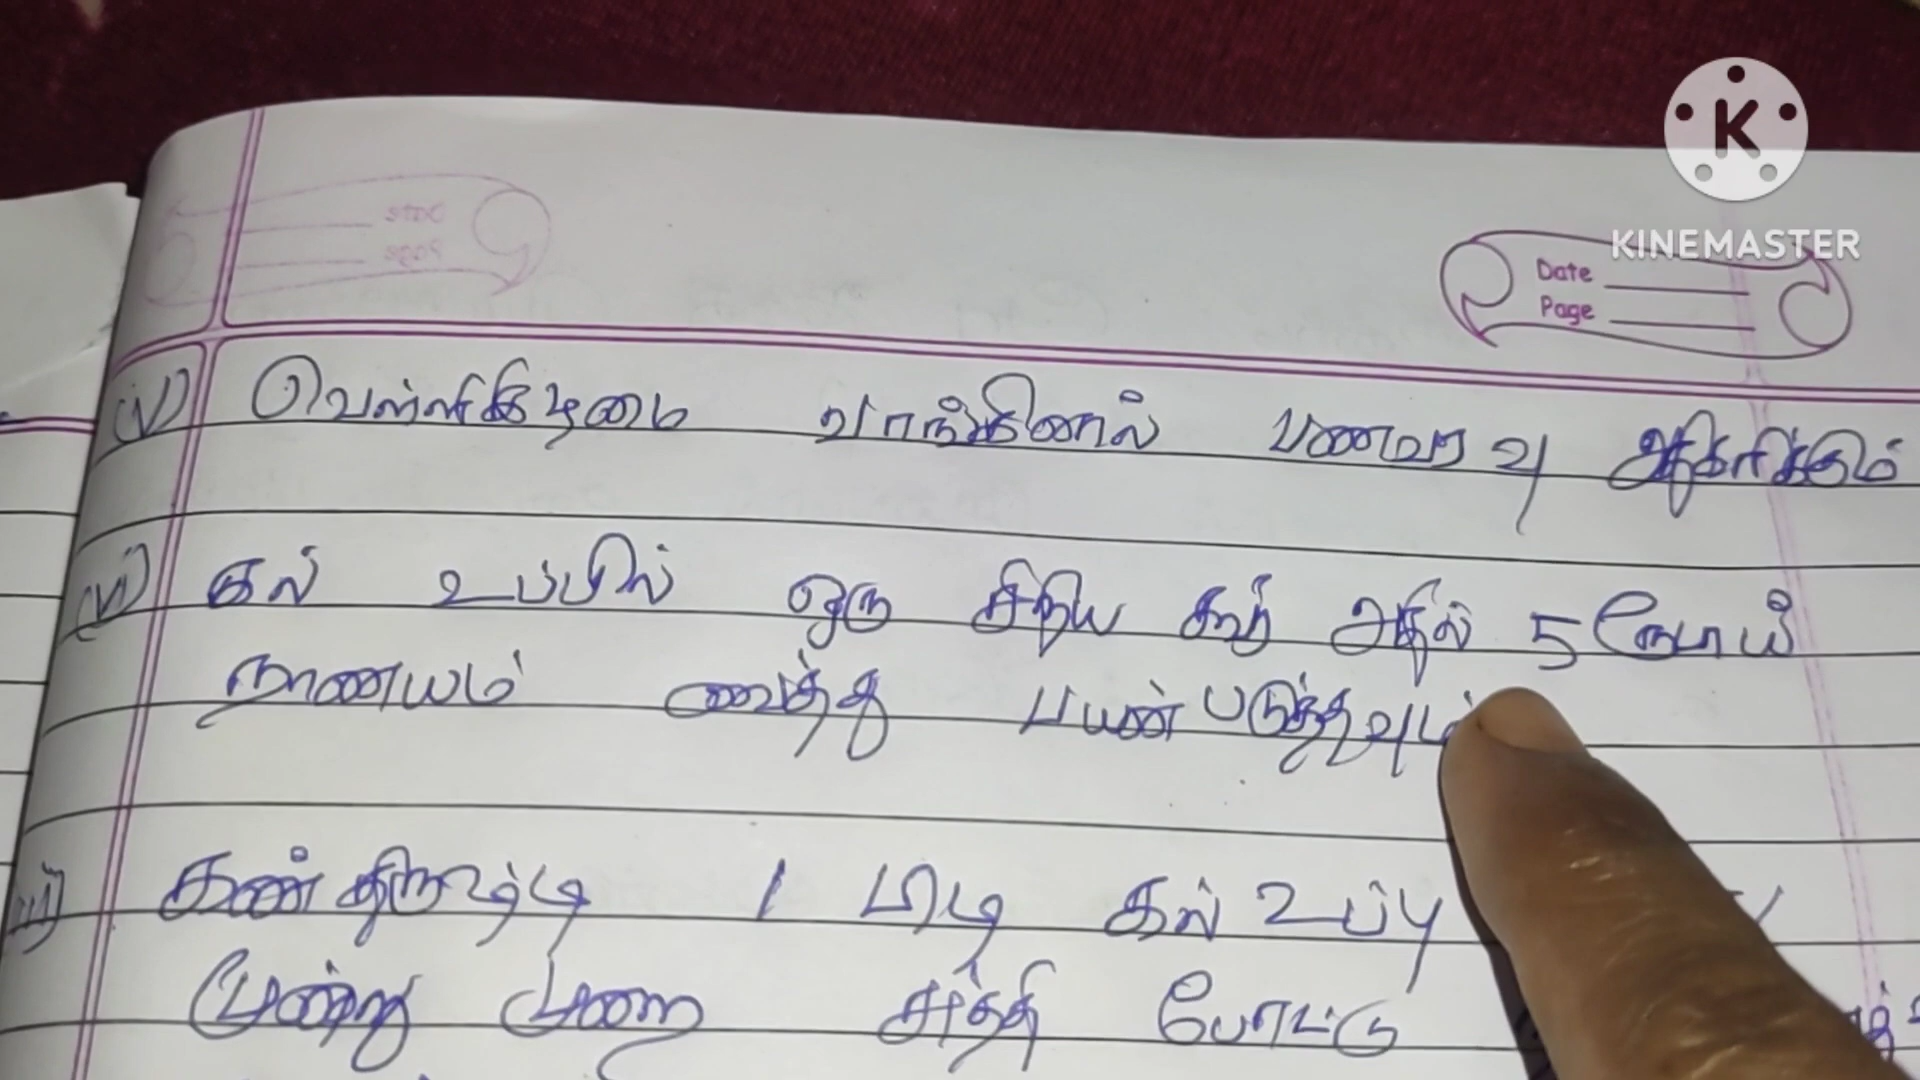 KINEMASTER
Date
Page
(v) வெள்ளிகிழமை வாங்கினால் பணவரவு அதிகரிக்கும்
(vi) கல் உப்பில் ஒரு சிறிய அதில் 5 ரூபாய்
நாணயம் வைத்து பயன்படுத்தவும்
கண் திருஷ்டி 1 பிடி கல் உப்பு
மூன்று முறை சுத்தி போட்டு